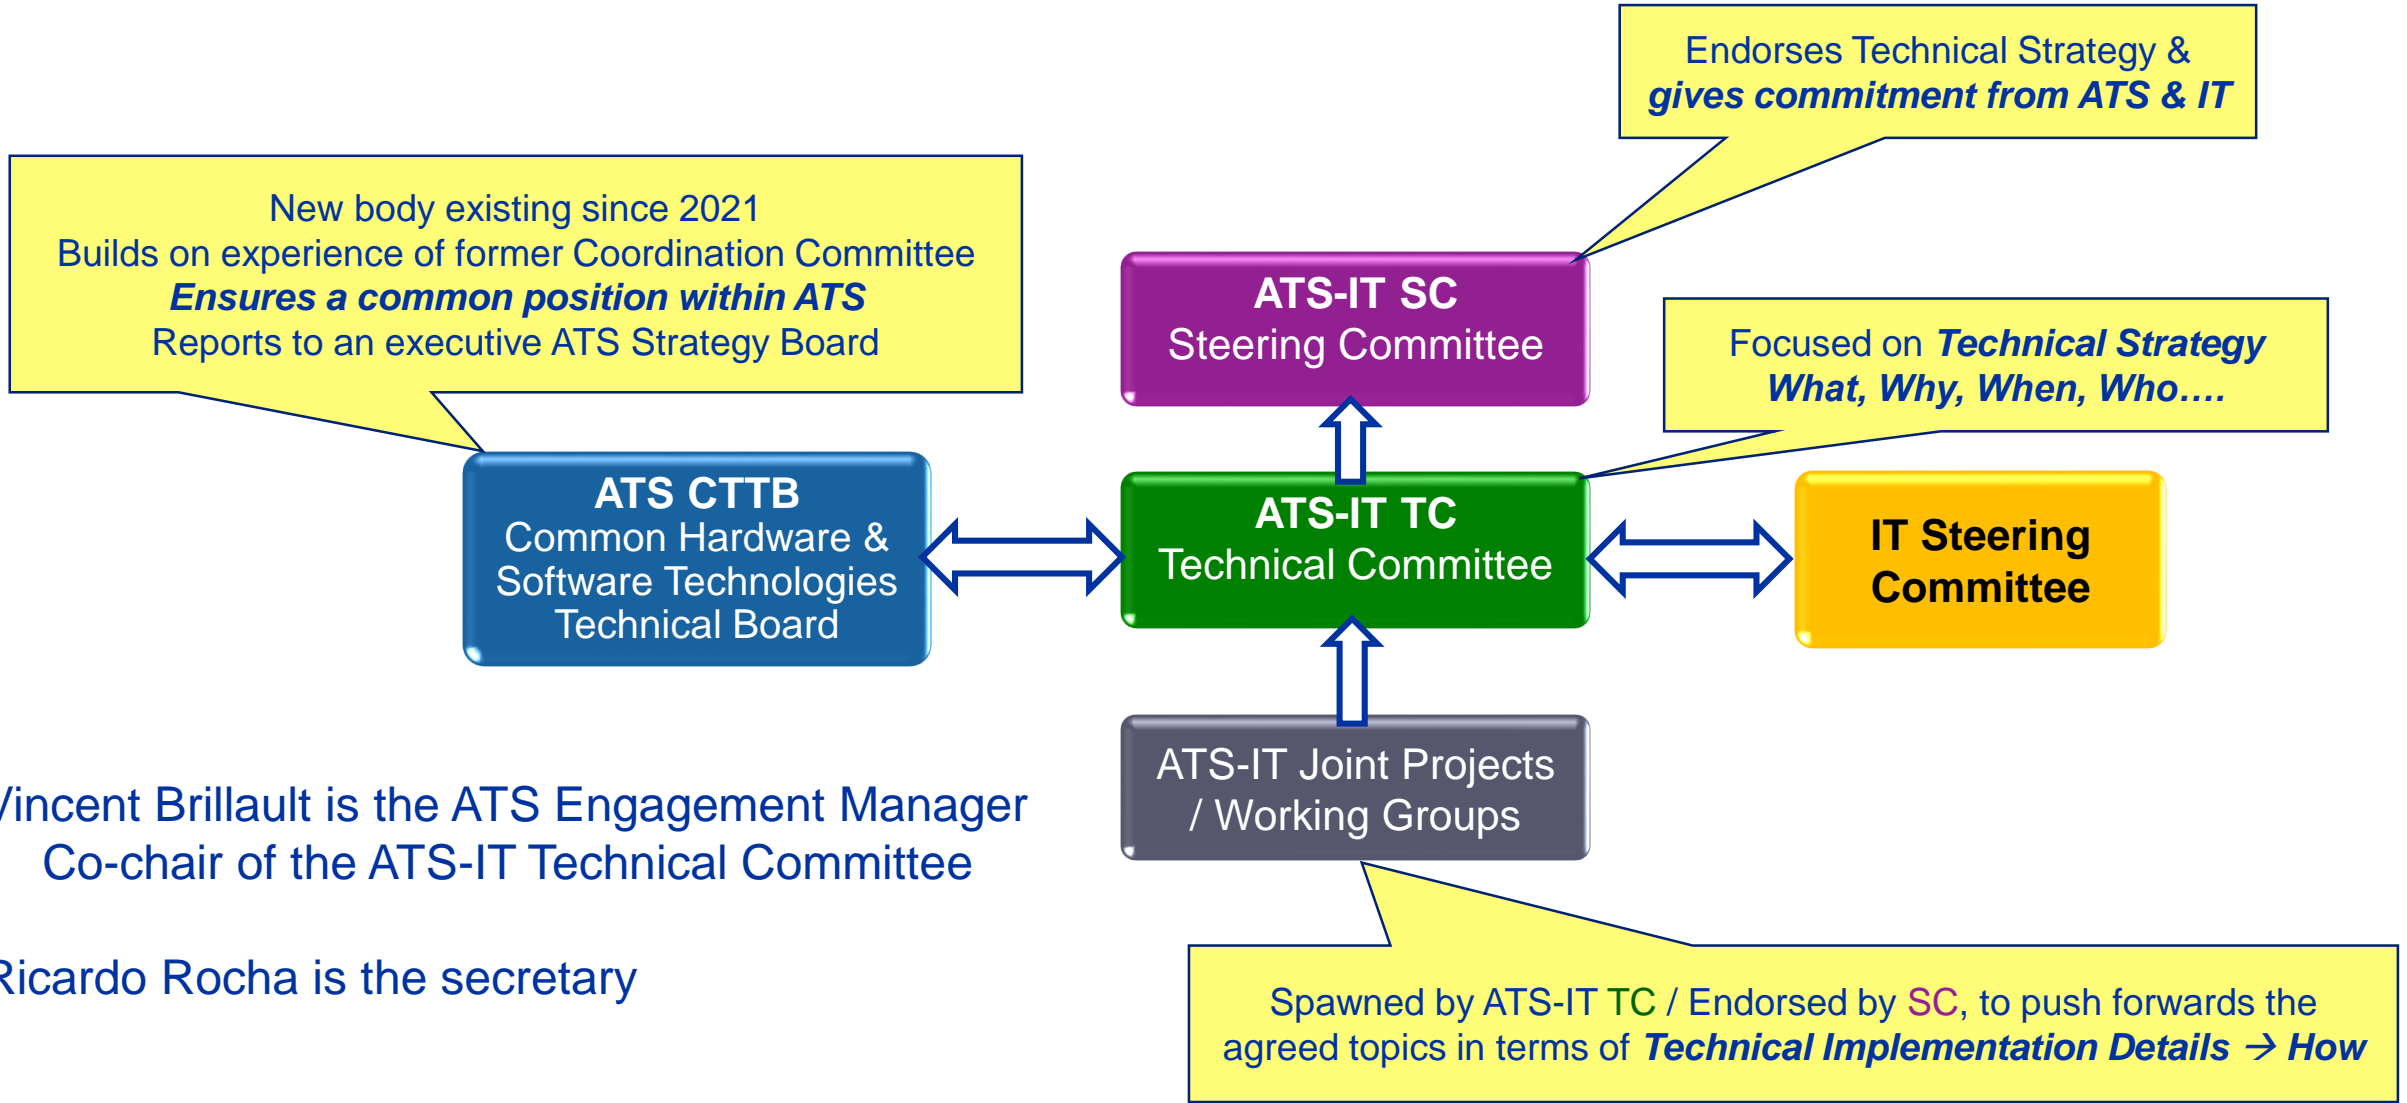 Endorses Technical Strategy &
gives commitment from ATS & IT
New body existing since 2021
Builds on experience of former Coordination Committee
Ensures a common position within ATS
Reports to an executive ATS Strategy Board
ATS-IT SC
Steering Committee
Focused on Technical Strategy
What, Why, When, Who….
ATS CTTB
Common Hardware &
Software Technologies
Technical Board
ATS-IT TC
Technical Committee
IT Steering
Committee
ATS-IT Joint Projects
/ Working Groups
Vincent Brillault is the ATS Engagement Manager
Co-chair of the ATS-IT Technical Committee
Ricardo Rocha is the secretary
Spawned by ATS-IT TC / Endorsed by SC, to push forwards the
agreed topics in terms of Technical Implementation Details → How